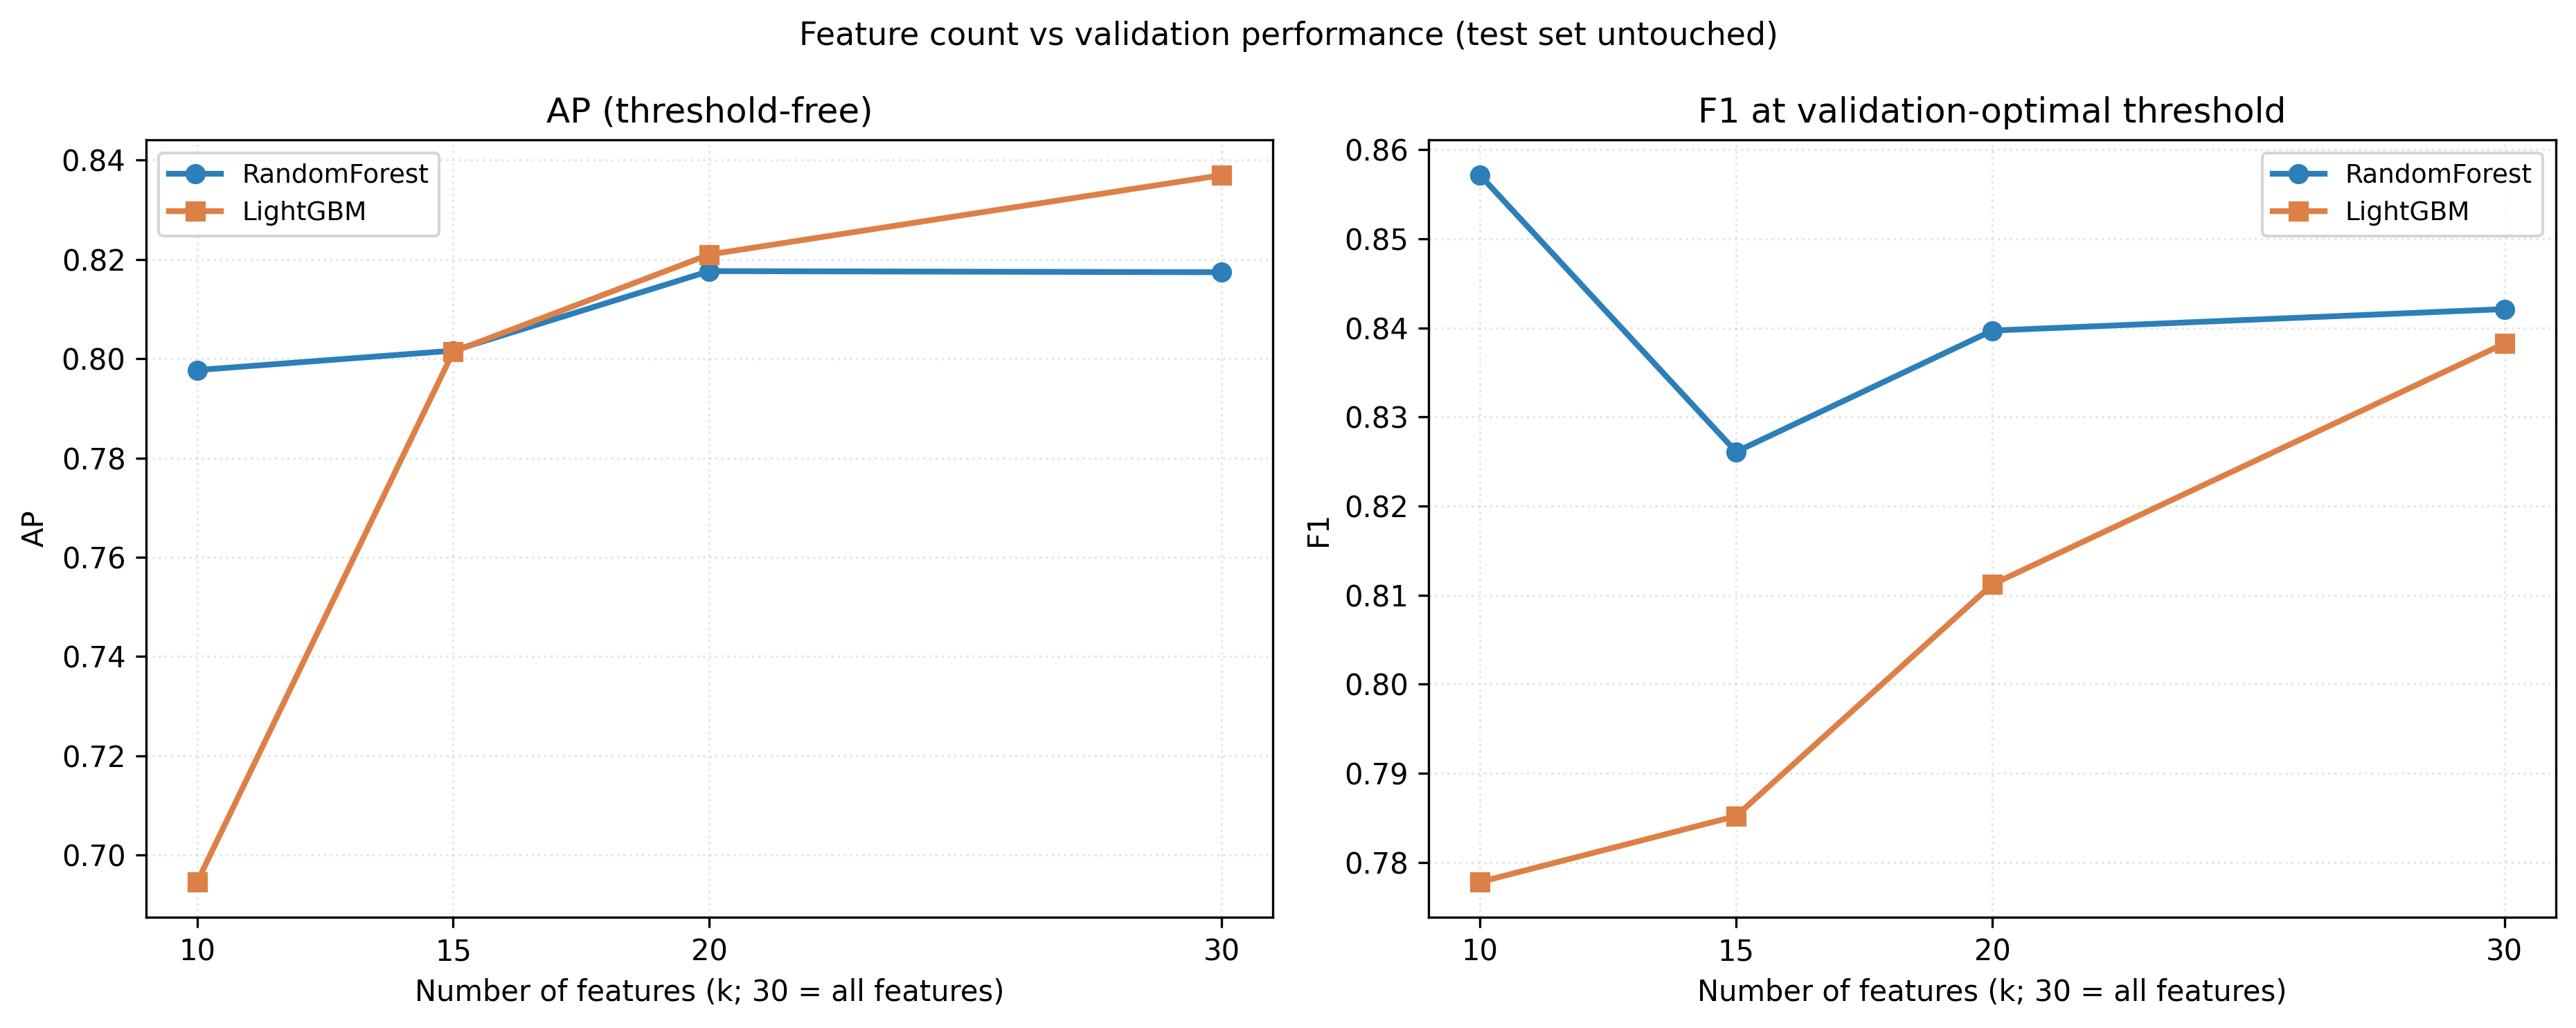 Feature count vs validation performance (test set untouched)
AP (threshold-free)
RandomForest
LightGBM
0.84
0.82
0.80
0.78
0.76
0.74
0.72
0.70
AP
10
15
20
30
Number of features (k; 30 = all features)
F1 at validation-optimal threshold
RandomForest
LightGBM
0.86
0.85
0.84
0.83
0.82
0.81
0.80
0.79
0.78
F1
10
15
20
30
Number of features (k; 30 = all features)